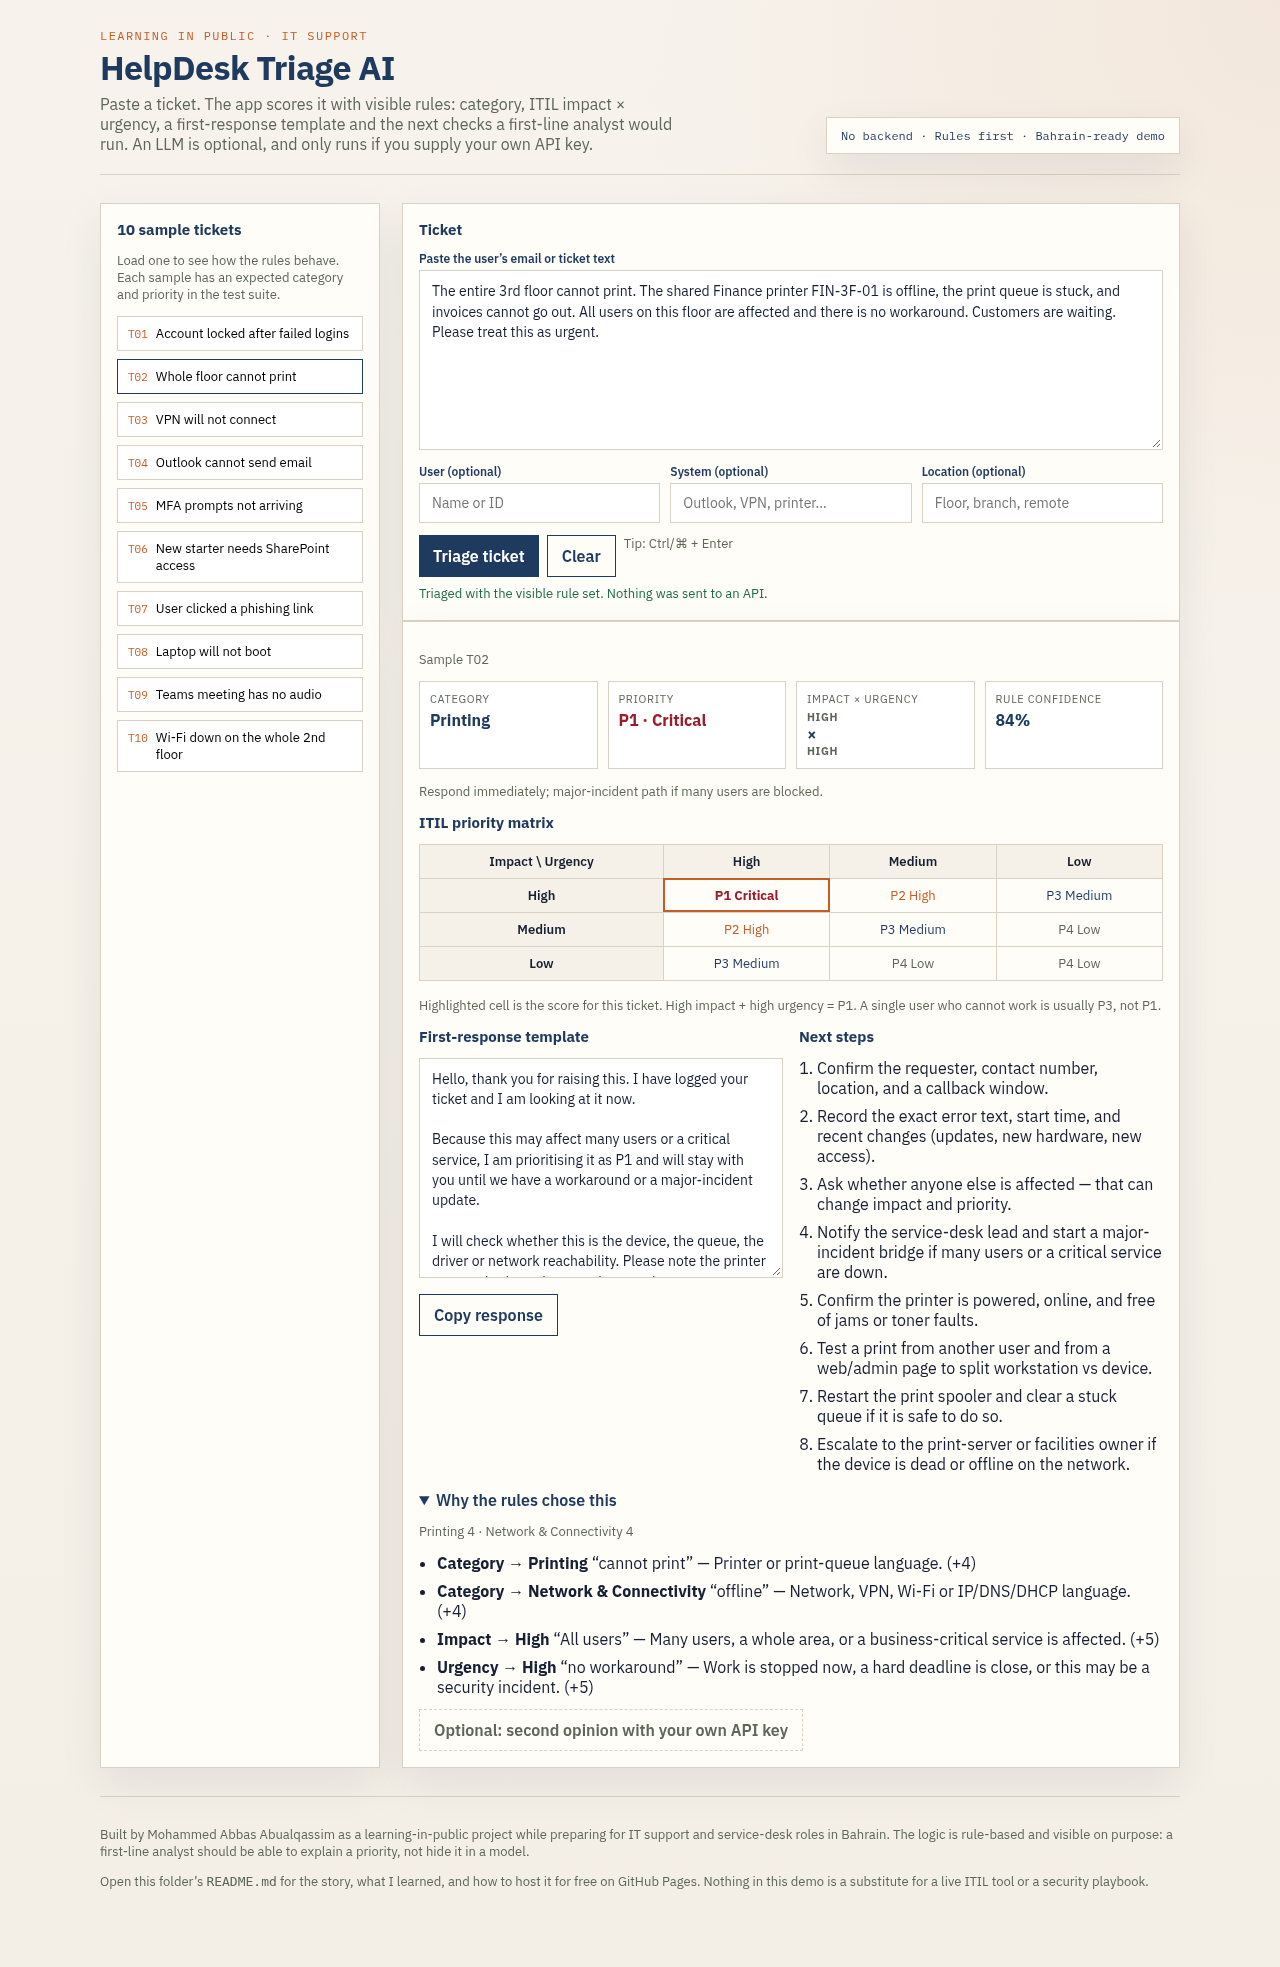 LEARNING IN PUBLIC · IT SUPPORT
HelpDesk Triage AI
Paste a ticket. The app scores it with visible rules: category, ITIL impact ×
urgency, a first-response template and the next checks a first-line analyst would
run. An LLM is optional, and only runs if you supply your own API key.
No backend · Rules first · Bahrain-ready demo
10 sample tickets
Load one to see how the rules behave.
Each sample has an expected category
and priority in the test suite.
T01 Account locked after failed logins
T02 Whole floor cannot print
T03 VPN will not connect
T04 Outlook cannot send email
T05 MFA prompts not arriving
T06 New starter needs SharePoint
access
T07 User clicked a phishing link
T08 Laptop will not boot
T09 Teams meeting has no audio
T10 Wi-Fi down on the whole 2nd
floor
Ticket
Paste the user’s email or ticket text
The entire 3rd floor cannot print. The shared Finance printer FIN-3F-01 is offline, the print queue is stuck, and
invoices cannot go out. All users on this floor are affected and there is no workaround. Customers are waiting.
Please treat this as urgent.
User (optional) System (optional) Location (optional)
Name or ID Outlook, VPN, printer… Floor, branch, remote
Triage ticket Clear Tip: Ctrl/⌘ + Enter
Triaged with the visible rule set. Nothing was sent to an API.
Sample T02
CATEGORY
Printing
PRIORITY
P1 · Critical
IMPACT × URGENCY
HIGH
×
HIGH
RULE CONFIDENCE
84%
Respond immediately; major-incident path if many users are blocked.
ITIL priority matrix
Impact \ Urgency High Medium Low
High P1 Critical P2 High P3 Medium
Medium P2 High P3 Medium P4 Low
Low P3 Medium P4 Low P4 Low
Highlighted cell is the score for this ticket. High impact + high urgency = P1. A single user who cannot work is usually P3, not P1.
First-response template
Hello, thank you for raising this. I have logged your
ticket and I am looking at it now.
Because this may affect many users or a critical
service, I am prioritising it as P1 and will stay with
you until we have a workaround or a major-incident
update.
I will check whether this is the device, the queue, the
driver or network reachability. Please note the printer
Copy response
Next steps
1. Confirm the requester, contact number,
location, and a callback window.
2. Record the exact error text, start time, and
recent changes (updates, new hardware, new
access).
3. Ask whether anyone else is affected — that can
change impact and priority.
4. Notify the service-desk lead and start a major-
incident bridge if many users or a critical service
are down.
5. Confirm the printer is powered, online, and free
of jams or toner faults.
6. Test a print from another user and from a
web/admin page to split workstation vs device.
7. Restart the print spooler and clear a stuck
queue if it is safe to do so.
8. Escalate to the print-server or facilities owner if
the device is dead or offline on the network.
▼ Why the rules chose this
Printing 4 · Network & Connectivity 4
• Category → Printing “cannot print” — Printer or print-queue language. (+4)
• Category → Network & Connectivity “offline” — Network, VPN, Wi-Fi or IP/DNS/DHCP language.
(+4)
• Impact → High “All users” — Many users, a whole area, or a business-critical service is affected. (+5)
• Urgency → High “no workaround” — Work is stopped now, a hard deadline is close, or this may be a
security incident. (+5)
Optional: second opinion with your own API key
Built by Mohammed Abbas Abualqassim as a learning-in-public project while preparing for IT support and service-desk roles in Bahrain. The logic is rule-based and visible on purpose: a
first-line analyst should be able to explain a priority, not hide it in a model.
Open this folder’s README.md for the story, what I learned, and how to host it for free on GitHub Pages. Nothing in this demo is a substitute for a live ITIL tool or a security playbook.